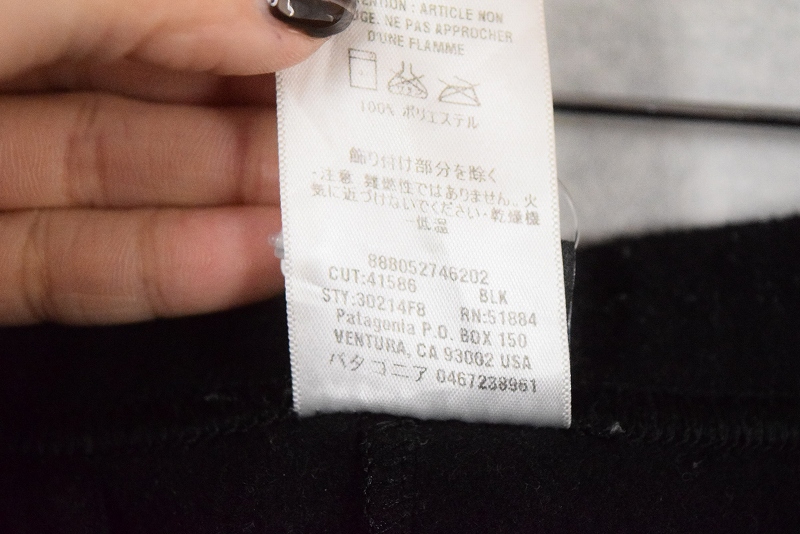 TENTION : ARTICLE NON
UGE. NE PAS APPROCHER
D'UNE FLAMME
100% ポリエステル
飾り付け部分を除く
・注意 難燃性ではありません。火
気に近づけないでください・乾燥機
－低温
888052746202
CUT:41586 BLK
STY:30214F8 RN:51884
Patagonia P.O. BOX 150
VENTURA, CA 93002 USA
パタゴニア 0467238961